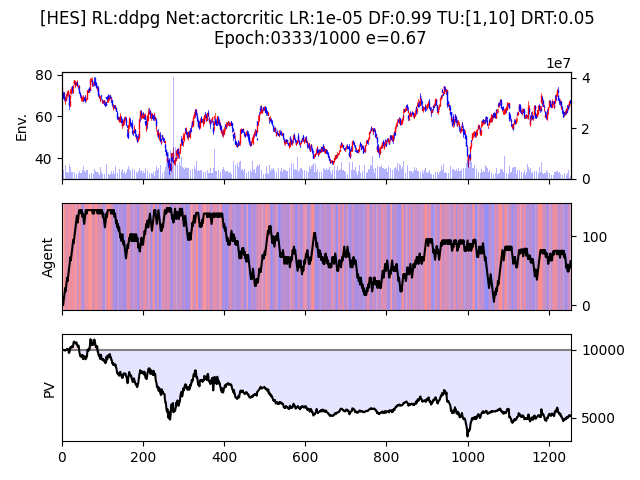 [HES] RL:ddpg Net:actorcritic LR:1e-05 DF:0.99 TU:[1,10] DRT:0.05
Epoch:0333/1000 e=0.67
1e7
80
60
40
Env.
4
2
0
Agent
100
0
PV
10000
5000
0 200 400 600 800 1000 1200